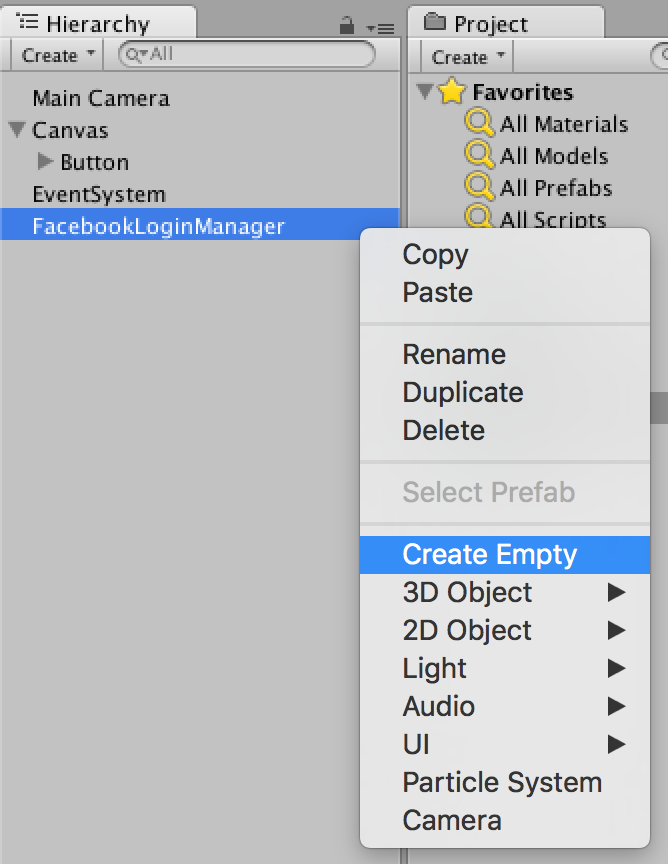 Hierarchy
Create
All
Main Camera
Canvas
Button
EventSystem
FacebookLoginManager
Project
Create
Favorites
All Materials
All Models
All Prefabs
All Scripts
Copy
Paste
Rename
Duplicate
Delete
Select Prefab
Create Empty
3D Object
2D Object
Light
Audio
UI
Particle System
Camera